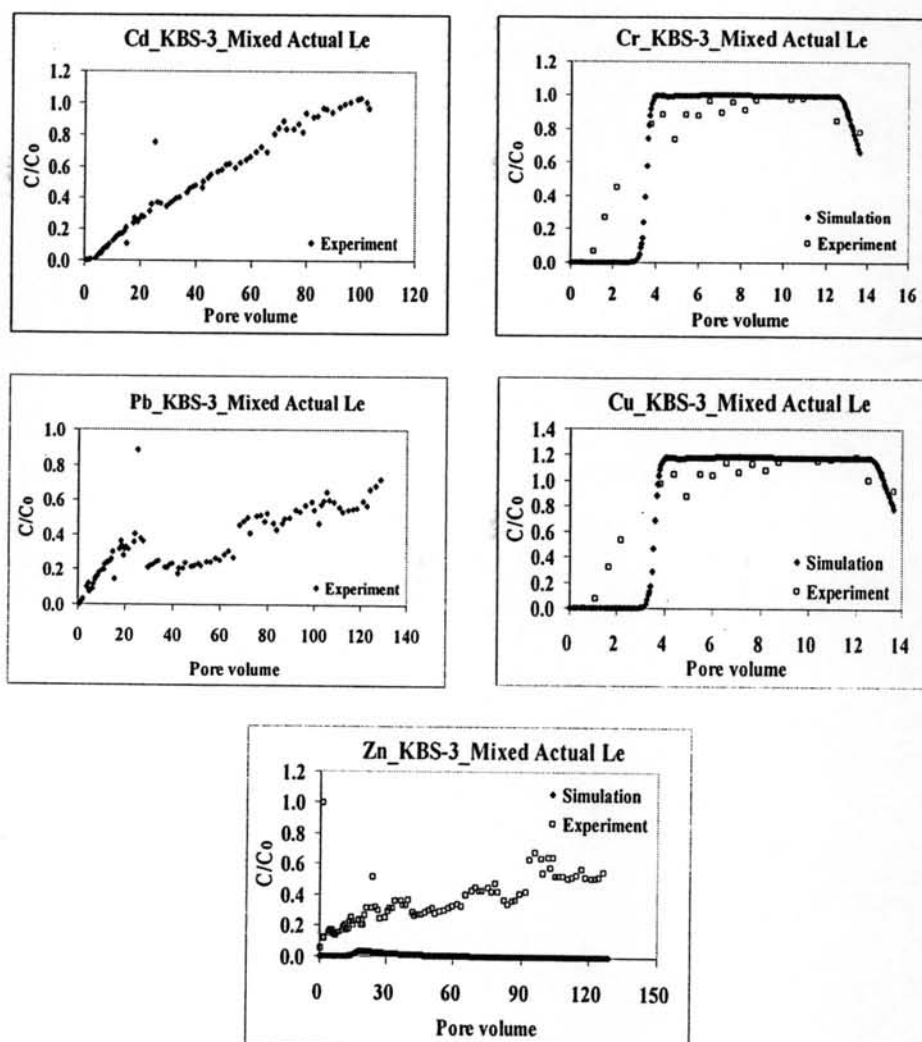 Cd_KBS-3_Mixed Actual Le
1.2
1.0
0.8
0.6
0.4
0.2
0.0
C/Co
Experiment
0 20 40 60 80 100 120
Pore volume
Cr_KBS-3_Mixed Actual Le
1.2
1.0
0.8
0.6
0.4
0.2
0.0
C/Co
Simulation
Experiment
0 2 4 6 8 10 12 14 16
Pore volume
Pb_KBS-3_Mixed Actual Le
1.0
0.8
0.6
0.4
0.2
0.0
C/Co
Experiment
0 20 40 60 80 100 120 140
Pore volume
Cu_KBS-3_Mixed Actual Le
1.4
1.2
1.0
0.8
0.6
0.4
0.2
0.0
C/Co
Simulation
Experiment
0 2 4 6 8 10 12 14
Pore volume
Zn_KBS-3_Mixed Actual Le
1.2
1.0
0.8
0.6
0.4
0.2
0.0
C/Co
Simulation
Experiment
0 30 60 90 120 150
Pore volume